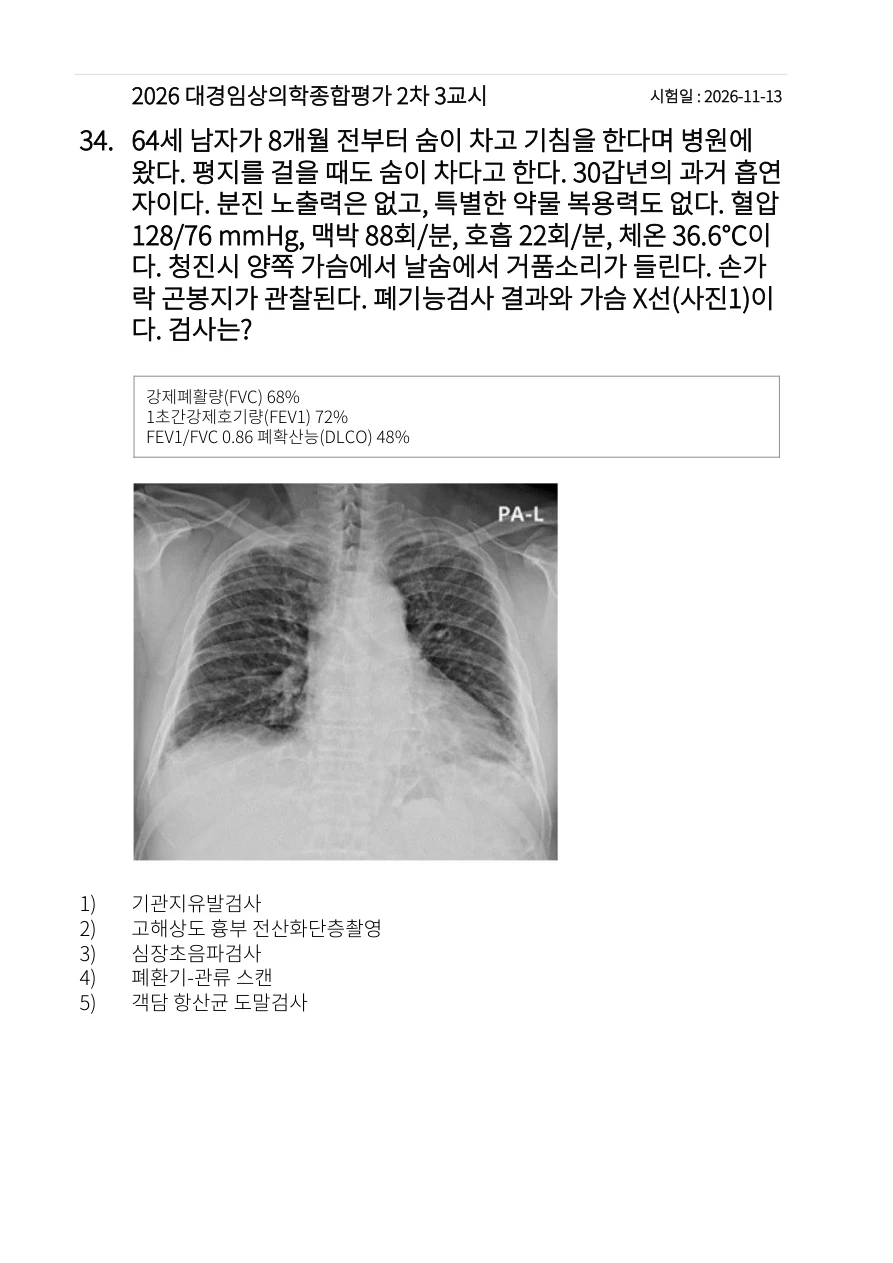 2026 대경임상의학종합평가 2차 3교시
시험일 : 2026-11-13
34. 64세 남자가 8개월 전부터 숨이 차고 기침을 한다며 병원에
왔다. 평지를 걸을 때도 숨이 차다고 한다. 30갑년의 과거 흡연
자이다. 분진 노출력은 없고, 특별한 약물 복용력도 없다. 혈압
128/76 mmHg, 맥박 88회/분, 호흡 22회/분, 체온 36.6℃이
다. 청진시 양쪽 가슴에서 날숨에서 거품소리가 들린다. 손가
락 곤봉지가 관찰된다. 폐기능검사 결과와 가슴 X선(사진1)이
다. 검사는?
강제폐활량(FVC) 68%
1초간강제호기량(FEV1) 72%
FEV1/FVC 0.86 폐확산능(DLCO) 48%
PA-L
1) 기관지유발검사
2) 고해상도 흉부 전산화단층촬영
3) 심장초음파검사
4) 폐환기-관류 스캔
5) 객담 항산균 도말검사